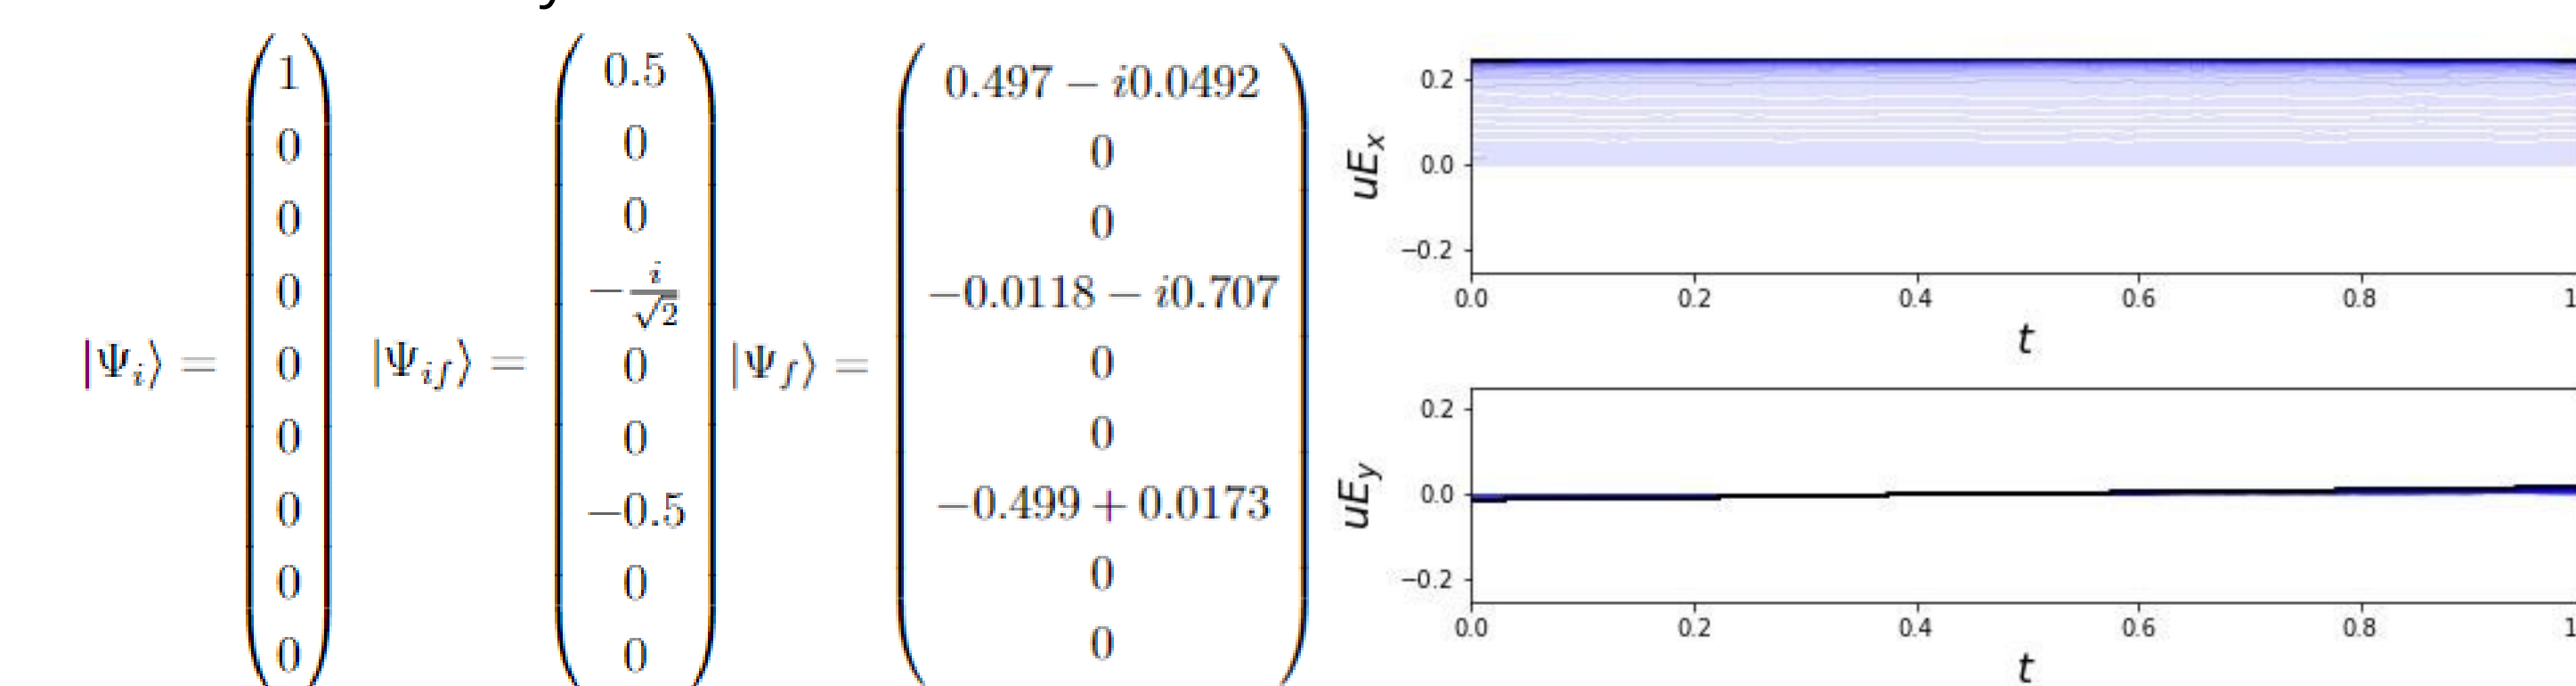 y
|Ψ_i⟩ = ( 1 0 0 0 0 0 0 0 0 )
|Ψ_if⟩ = ( 0.5 0 0 -i/√2 0 0 -0.5 0 0 )
|Ψ_f⟩ = ( 0.497 - i0.0492 0 0 -0.0118 - i0.707 0 0 -0.499 + 0.0173 0 0 )
uE_x
0.2
0.0
−0.2
0.0 0.2 0.4 0.6 0.8 1
t
uE_y
0.2
0.0
−0.2
0.0 0.2 0.4 0.6 0.8 1
t